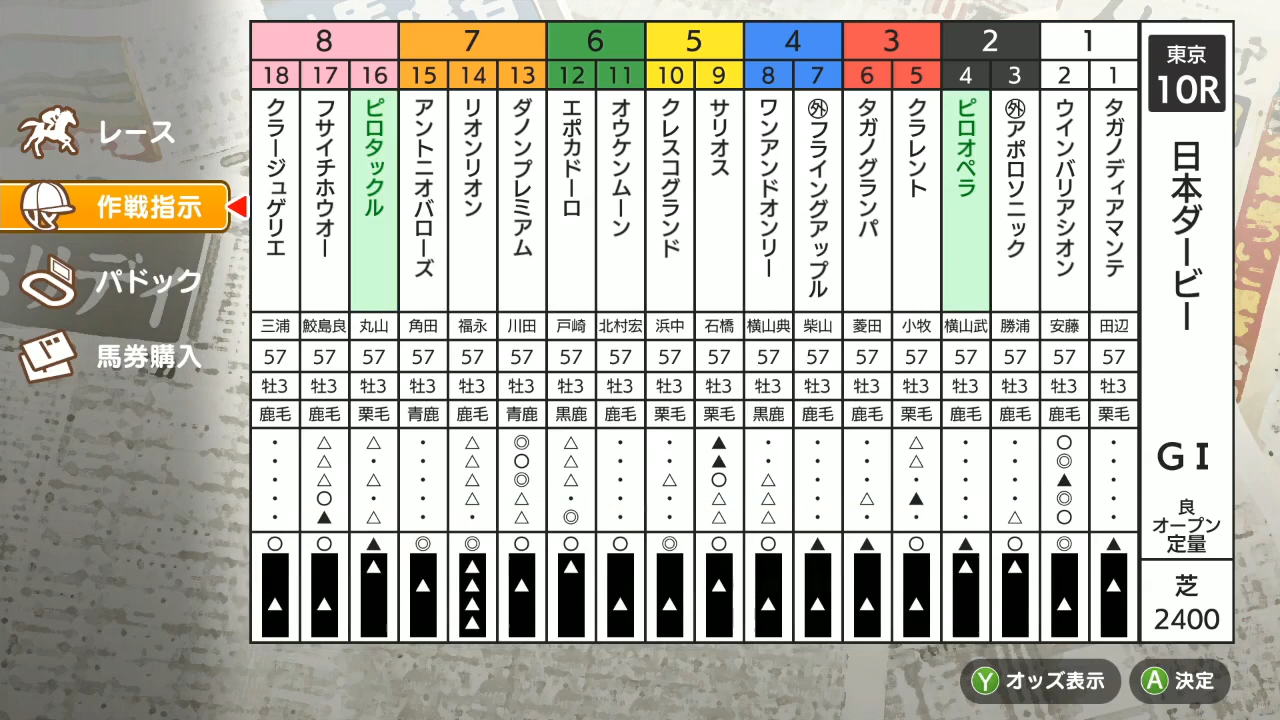 レース
作戦指示
パドック
馬券購入
8 7 6 5 4 3 2 1
18 17 16 15 14 13 12 11 10 9 8 7 6 5 4 3 2 1
クラージュゲリエ
フサイチホウオー
ピロタックル
アントニオバローズ
リオンリオン
ダノンプレミアム
エポカドーロ
オウケンムーン
クレスコグランド
サリオス
ワンアンドオンリー
外フライングアップル
タガノグランパ
クラレント
ピロオペラ
外アポロソニック
ウインバリアシオン
タガノディアマンテ
三浦 鮫島良 丸山 角田 福永 川田 戸崎 北村宏 浜中 石橋 横山典 柴山 菱田 小牧 横山武 勝浦 安藤 田辺
57 57 57 57 57 57 57 57 57 57 57 57 57 57 57 57 57 57
牡3 牡3 牡3 牡3 牡3 牡3 牡3 牡3 牡3 牡3 牡3 牡3 牡3 牡3 牡3 牡3 牡3 牡3
鹿毛 鹿毛 栗毛 青鹿 鹿毛 青鹿 黒鹿 鹿毛 栗毛 栗毛 黒鹿 鹿毛 鹿毛 栗毛 鹿毛 鹿毛 鹿毛 栗毛
・ △ △ ・ △ ◎ △ ・ ・ ▲ ・ ・ ・ △ ・ ・ ○ ・
・ △ ・ ・ △ ○ △ ・ ・ ▲ ・ ・ ・ △ ・ ・ ◎ ・
・ △ △ ・ △ ◎ △ ・ △ ○ △ ・ ・ ・ ・ ・ ▲ ・
・ ○ ・ ・ △ △ ・ ・ ・ △ △ ・ △ ▲ ・ ・ ◎ ・
・ ▲ △ ・ ・ △ ◎ ・ ・ △ △ ・ ・ ・ ・ △ ○ ・
○ ○ ▲ ◎ ◎ ○ ○ ○ ◎ ○ ○ ▲ ▲ ○ ▲ ○ ◎ ▲
東京
10R
日本ダービー
GI
良
オープン
定量
芝
2400
Y オッズ表示
A 決定